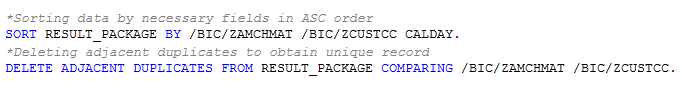 *Sorting data by necessary fields in ASC order
SORT RESULT_PACKAGE BY /BIC/ZAMCHMAT /BIC/ZCUSTCC CALDAY.
*Deleting adjacent duplicates to obtain unique record
DELETE ADJACENT DUPLICATES FROM RESULT_PACKAGE COMPARING /BIC/ZAMCHMAT /BIC/ZCUSTCC.